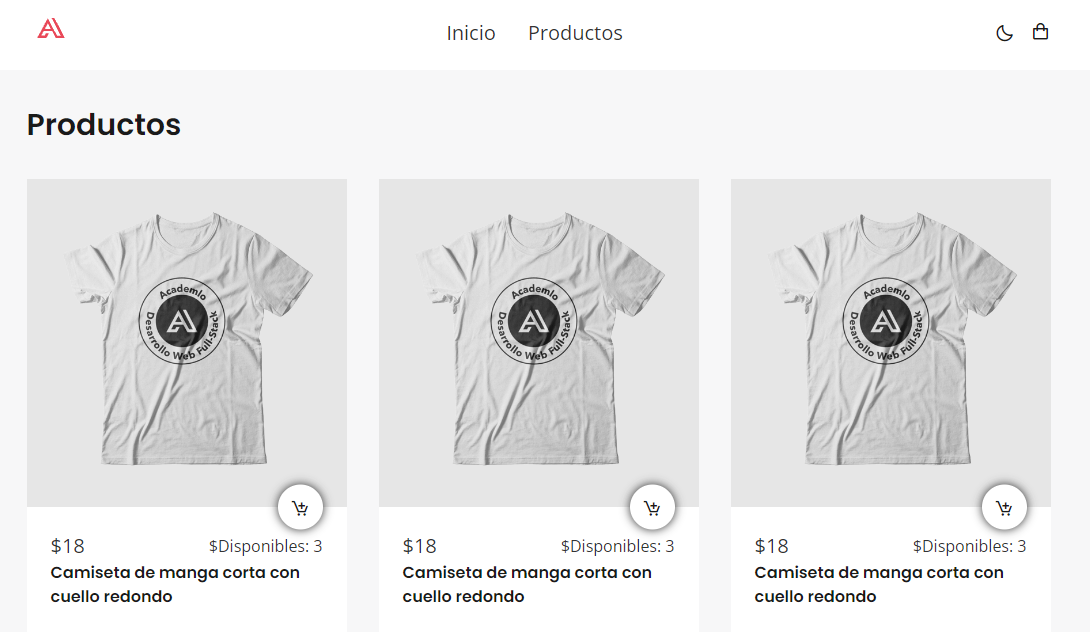 Inicio Productos
Productos
Academlo
Desarrollo Web Full-Stack
Academlo
Desarrollo Web Full-Stack
Academlo
Desarrollo Web Full-Stack
$18 $Disponibles: 3
Camiseta de manga corta con
cuello redondo
$18 $Disponibles: 3
Camiseta de manga corta con
cuello redondo
$18 $Disponibles: 3
Camiseta de manga corta con
cuello redondo